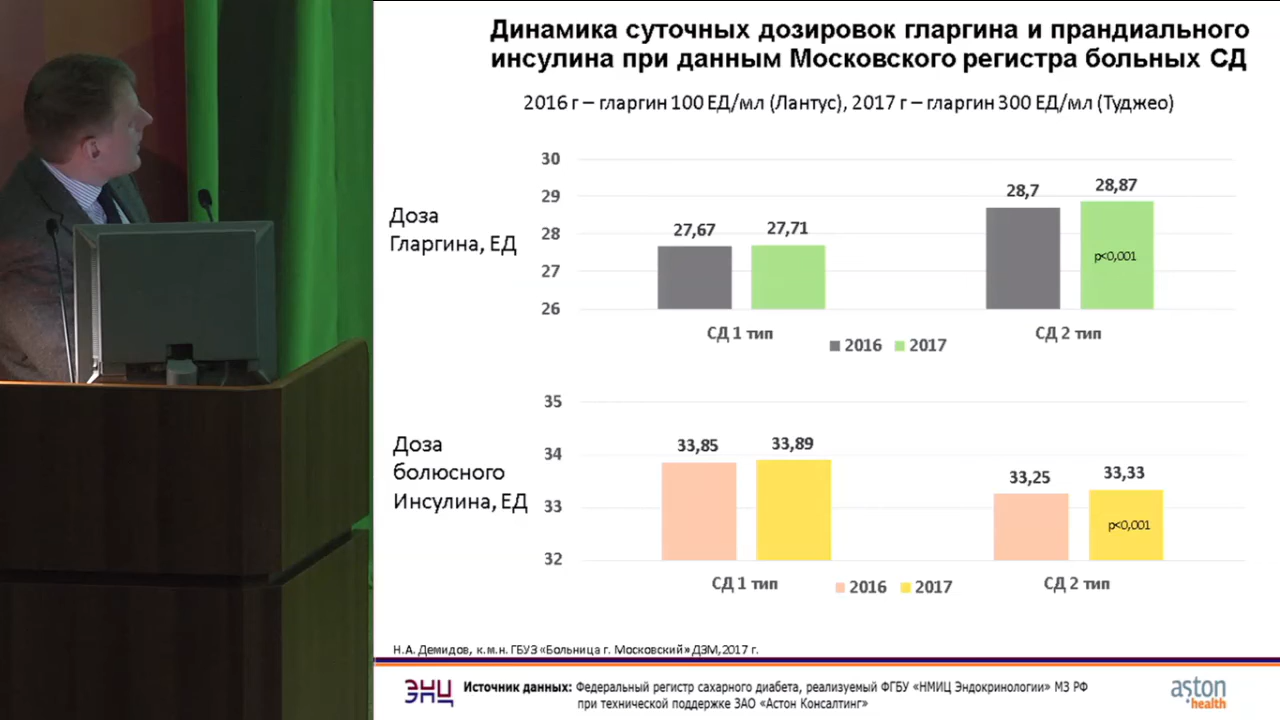 Динамика суточных дозировок гларгина и прандиального
инсулина при данным Московского регистра больных СД
2016 г – гларгин 100 ЕД/мл (Лантус), 2017 г – гларгин 300 ЕД/мл (Туджео)
Доза
Гларгина, ЕД
30
29
28
27
26
27,67
27,71
28,7
28,87
p<0,001
СД 1 тип
СД 2 тип
2016
2017
Доза
болюсного
Инсулина, ЕД
35
34
33
32
33,85
33,89
33,25
33,33
p<0,001
СД 1 тип
СД 2 тип
2016
2017
Н.А. Демидов, к.м.н. ГБУЗ «Больница г. Московский» ДЗМ, 2017 г.
ЭНЦ
Источник данных: Федеральный регистр сахарного диабета, реализуемый ФГБУ «НМИЦ Эндокринологии» МЗ РФ
при технической поддержке ЗАО «Астон Консалтинг»
aston
health